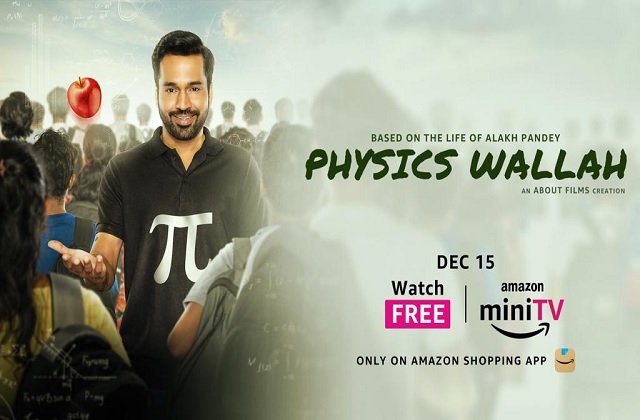 BASED ON THE LIFE OF ALAKH PANDEY
PHYSICS WALLAH
AN ABOUT FILMS CREATION
π
DEC 15
Watch
FREE
amazon
miniTV
ONLY ON AMAZON SHOPPING APP